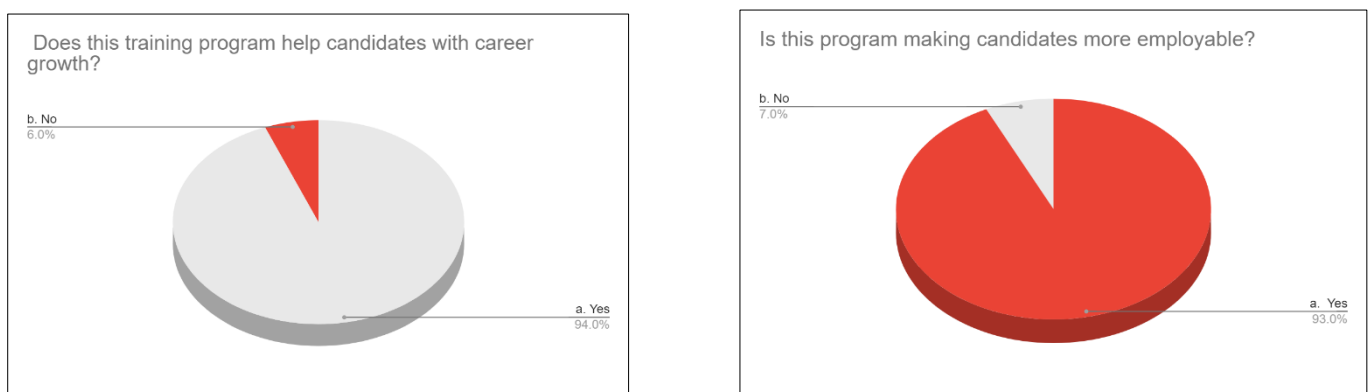 Does this training program help candidates with career
growth?
b. No
6.0%
a. Yes
94.0%
Is this program making candidates more employable?
b. No
7.0%
a. Yes
93.0%